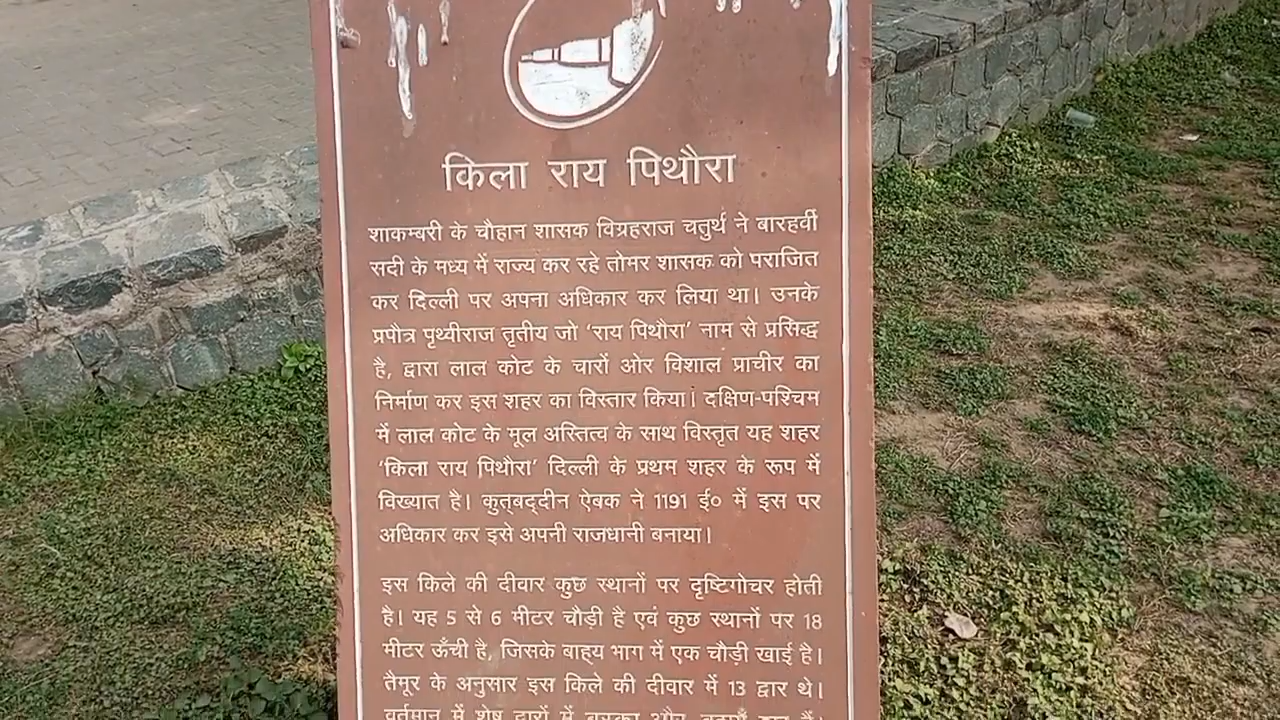 किला राय पिथौरा
शाकम्बरी के चौहान शासक विग्रहराज चतुर्थ ने बारहवीं
सदी के मध्य में राज्य कर रहे तोमर शासक को पराजित
कर दिल्ली पर अपना अधिकार कर लिया था। उनके
प्रपौत्र पृथ्वीराज तृतीय जो ‘राय पिथौरा’ नाम से प्रसिद्ध
है, द्वारा लाल कोट के चारों ओर विशाल प्राचीर का
निर्माण कर इस शहर का विस्तार किया। दक्षिण-पश्चिम
में लाल कोट के मूल अस्तित्व के साथ विस्तृत यह शहर
‘किला राय पिथौरा’ दिल्ली के प्रथम शहर के रूप में
विख्यात है। कुत्बद्दीन ऐबक ने 1191 ई० में इस पर
अधिकार कर इसे अपनी राजधानी बनाया।
इस किले की दीवार कुछ स्थानों पर दृष्टिगोचर होती
है। यह 5 से 6 मीटर चौड़ी है एवं कुछ स्थानों पर 18
मीटर ऊँची है, जिसके बाह्य भाग में एक चौड़ी खाई है।
तैमूर के अनुसार इस किले की दीवार में 13 द्वार थे।
वर्तमान में शेष द्वारों में